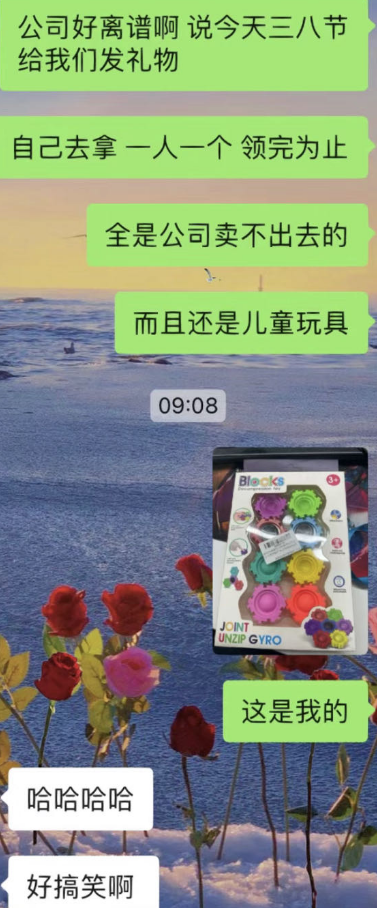 公司好离谱啊 说今天三八节
给我们发礼物
自己去拿 一人一个 领完为止
全是公司卖不出去的
而且还是儿童玩具
09:08
Blocks
3+
JOINT
UNZIP GYRO
这是我的
哈哈哈哈
好搞笑啊